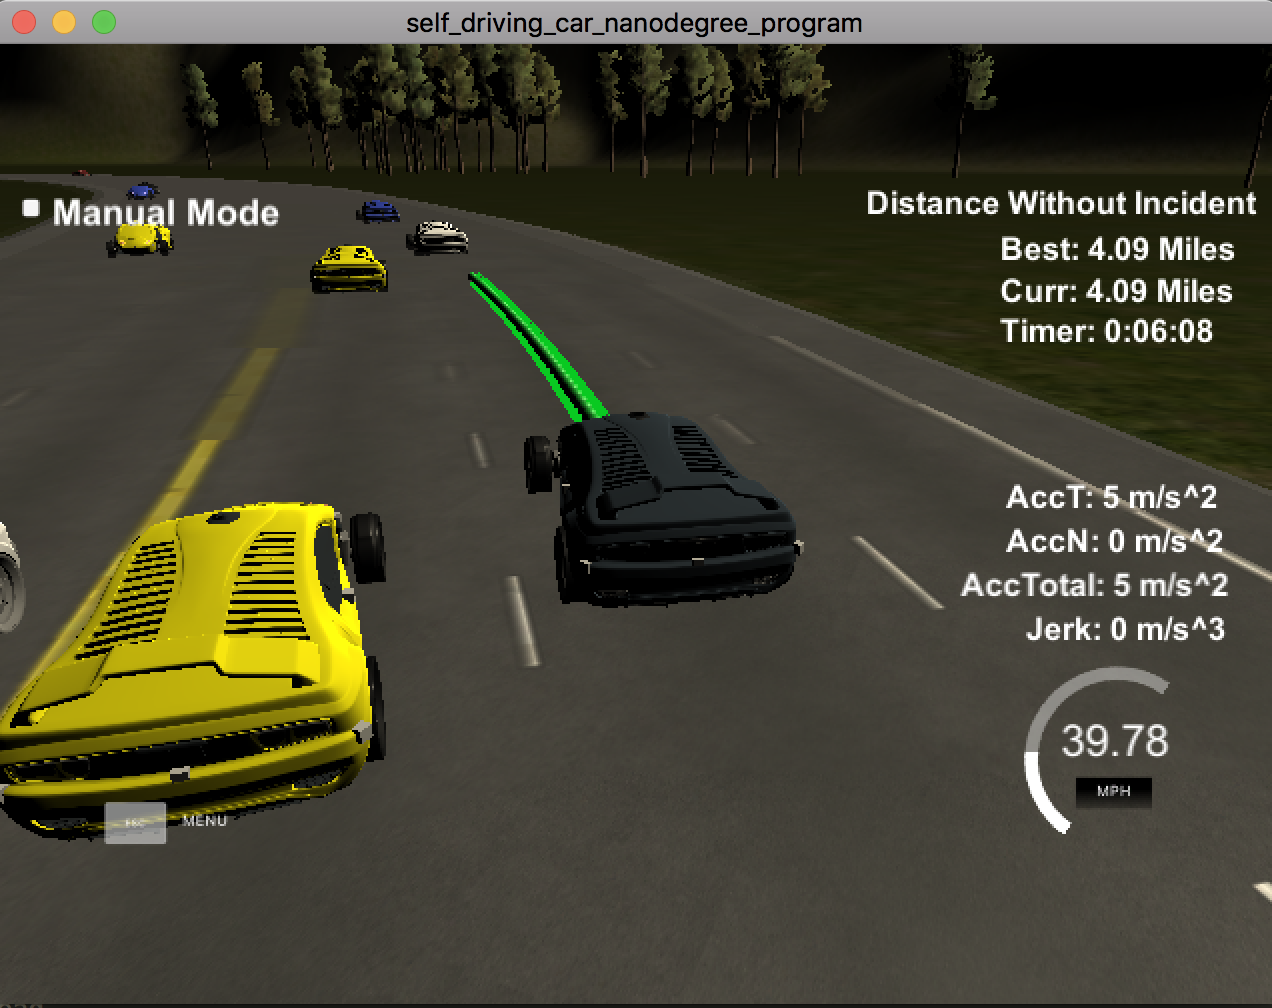 self_driving_car_nanodegree_program
Manual Mode
Distance Without Incident
Best: 4.09 Miles
Curr: 4.09 Miles
Timer: 0:06:08
AccT: 5 m/s^2
AccN: 0 m/s^2
AccTotal: 5 m/s^2
Jerk: 0 m/s^3
39.78
MPH
ESC MENU